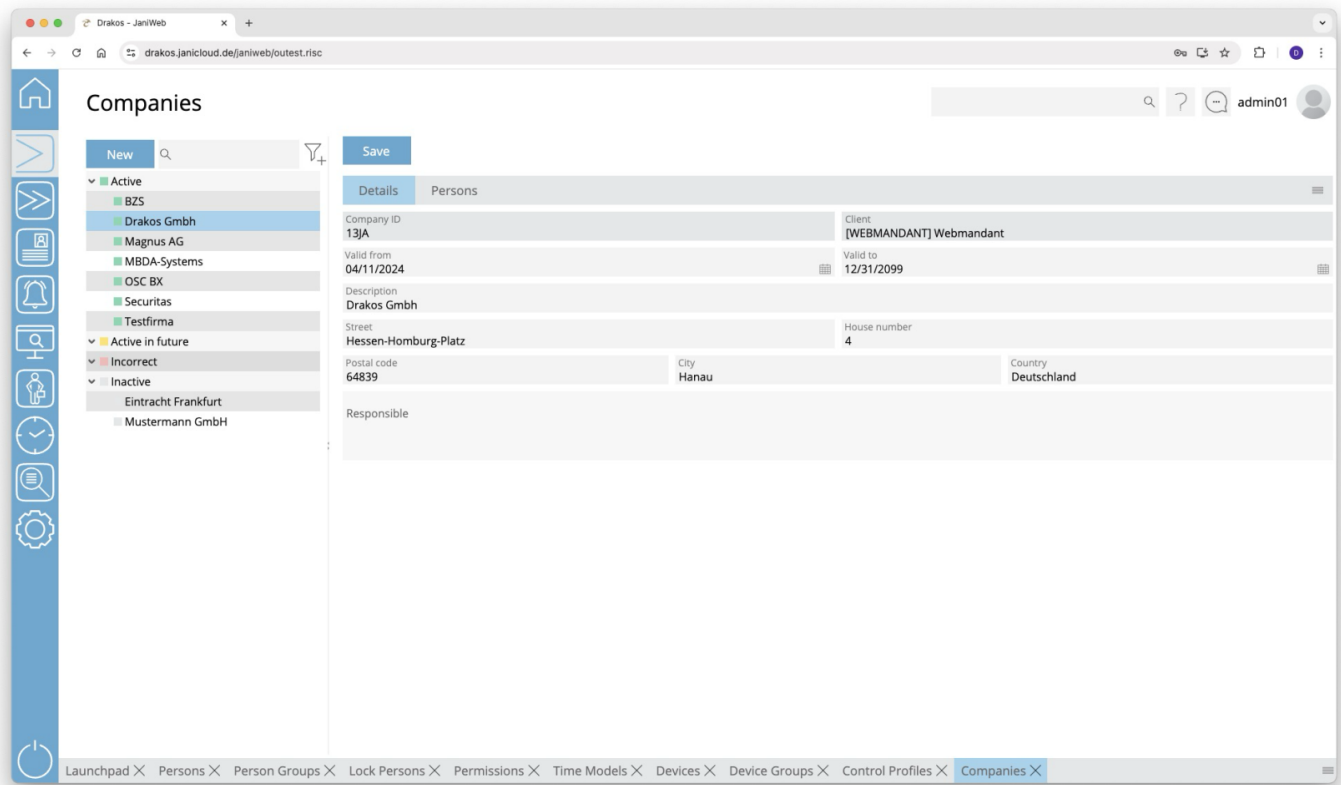 Drakos - JaniWeb
drakos.janicloud.de/janiweb/outest.risc
D
Companies
admin01
New
Save
Active
BZS
Drakos Gmbh
Magnus AG
MBDA-Systems
OSC BX
Securitas
Testfirma
Active in future
Incorrect
Inactive
Eintracht Frankfurt
Mustermann GmbH
Details Persons
Company ID Client
13JA [WEBMANDANT] Webmandant
Valid from Valid to
04/11/2024 12/31/2099
Description
Drakos Gmbh
Street House number
Hessen-Homburg-Platz 4
Postal code City Country
64839 Hanau Deutschland
Responsible
Launchpad Persons Person Groups Lock Persons Permissions Time Models Devices Device Groups Control Profiles Companies